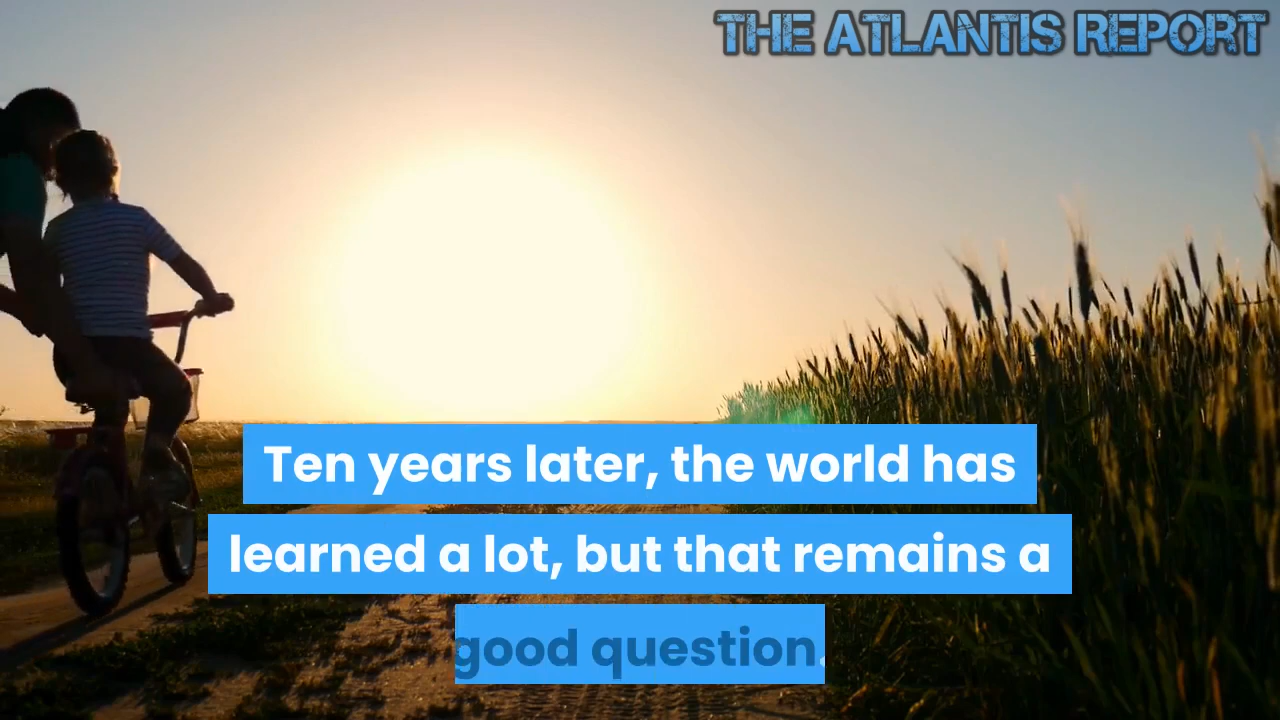 THE ATLANTIS REPORT
Ten years later, the world has
learned a lot, but that remains a
good question.